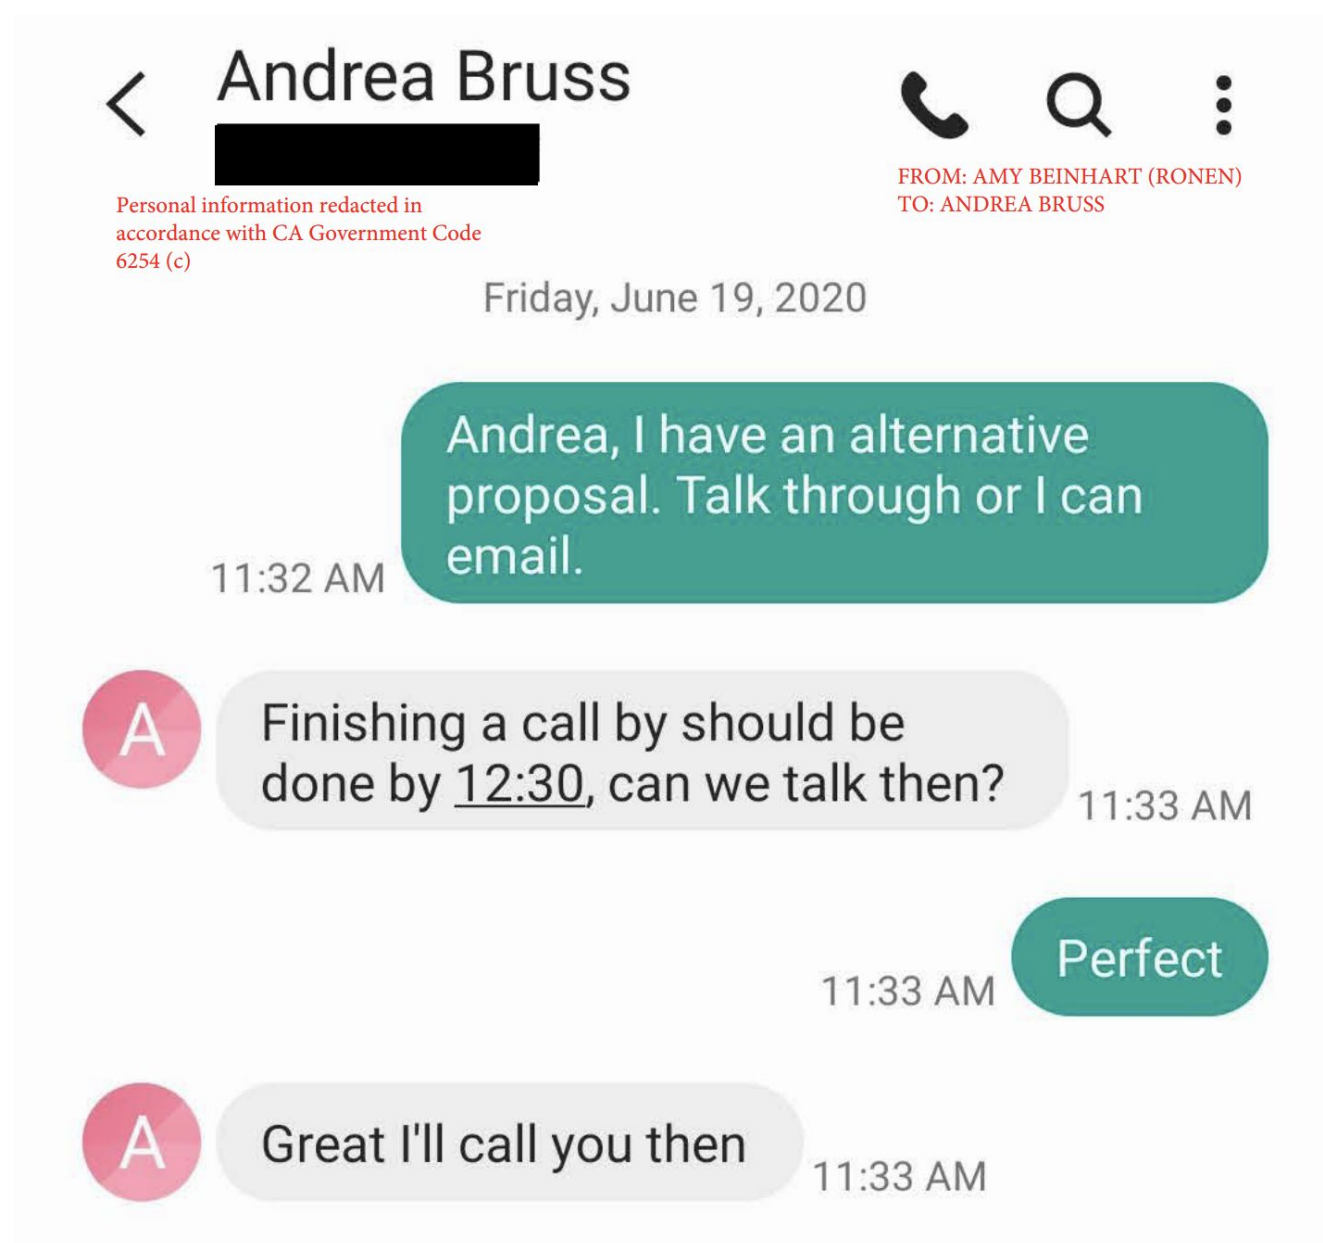 Andrea Bruss
Personal information redacted in
accordance with CA Government Code
6254 (c)
FROM: AMY BEINHART (RONEN)
TO: ANDREA BRUSS
Friday, June 19, 2020
Andrea, I have an alternative
proposal. Talk through or I can
email.
11:32 AM
A
Finishing a call by should be
done by 12:30, can we talk then?
11:33 AM
Perfect
11:33 AM
A
Great I'll call you then
11:33 AM